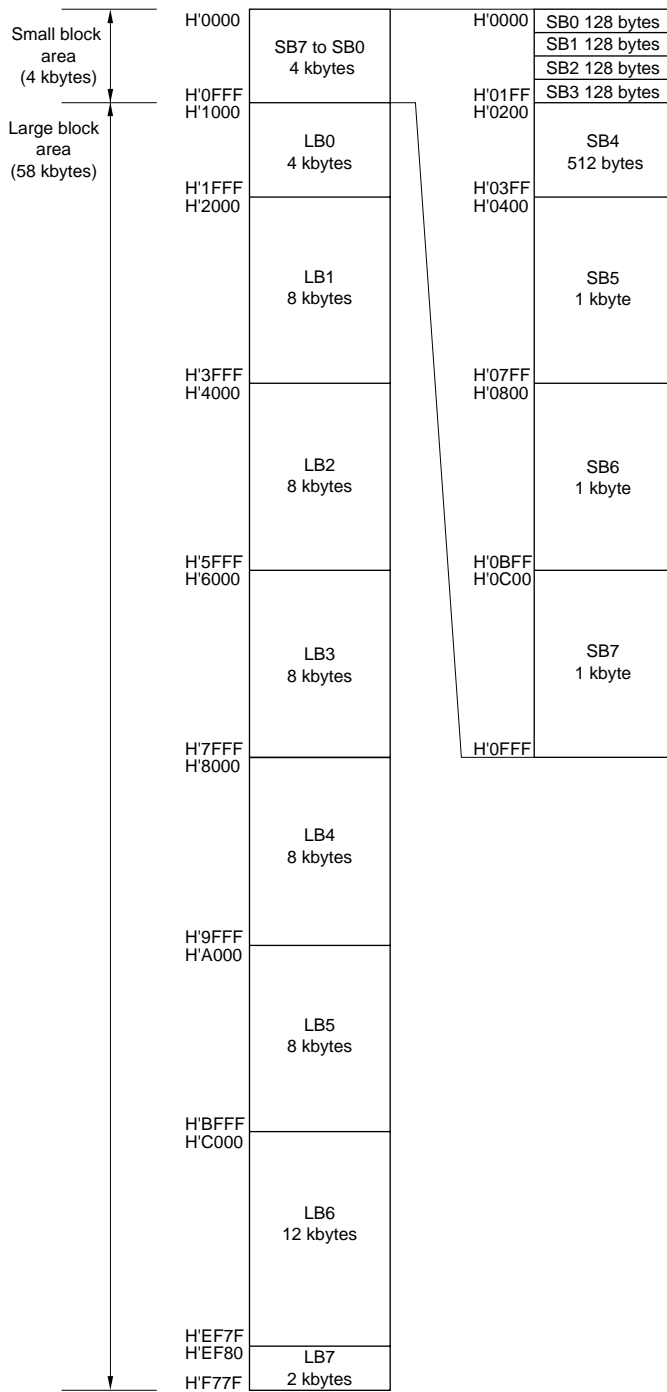 Small block
area
(4 kbytes)
Large block
area
(58 kbytes)
H'0000
SB7 to SB0
4 kbytes
H'0FFF
H'1000
LB0
4 kbytes
H'1FFF
H'2000
LB1
8 kbytes
H'3FFF
H'4000
LB2
8 kbytes
H'5FFF
H'6000
LB3
8 kbytes
H'7FFF
H'8000
LB4
8 kbytes
H'9FFF
H'A000
LB5
8 kbytes
H'BFFF
H'C000
LB6
12 kbytes
H'EF7F
H'EF80
LB7
2 kbytes
H'F77F
H'0000
SB0 128 bytes
SB1 128 bytes
SB2 128 bytes
SB3 128 bytes
H'01FF
H'0200
SB4
512 bytes
H'03FF
H'0400
SB5
1 kbyte
H'07FF
H'0800
SB6
1 kbyte
H'0BFF
H'0C00
SB7
1 kbyte
H'0FFF